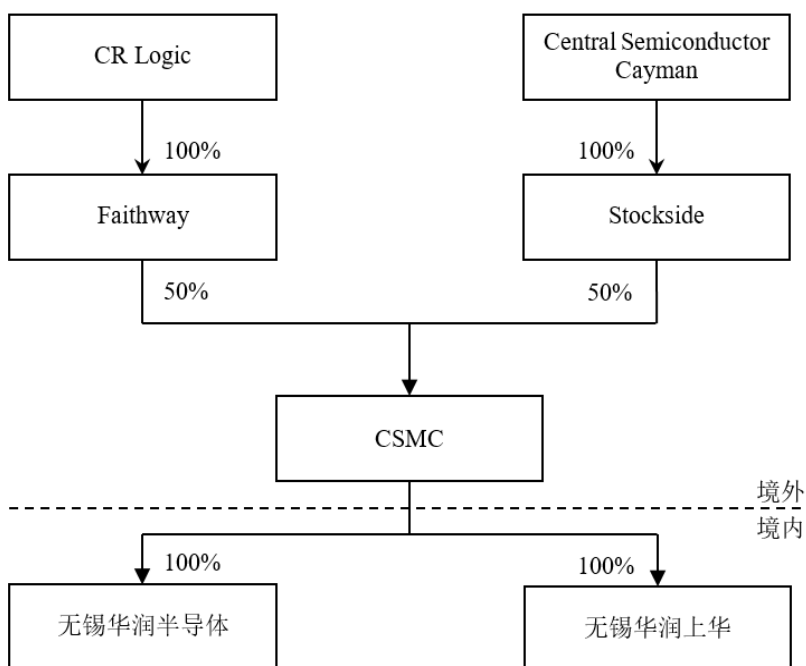 CR Logic
Central Semiconductor
Cayman
100%
100%
Faithway
Stockside
50%
50%
CSMC
境外
境内
100%
100%
无锡华润半导体
无锡华润上华